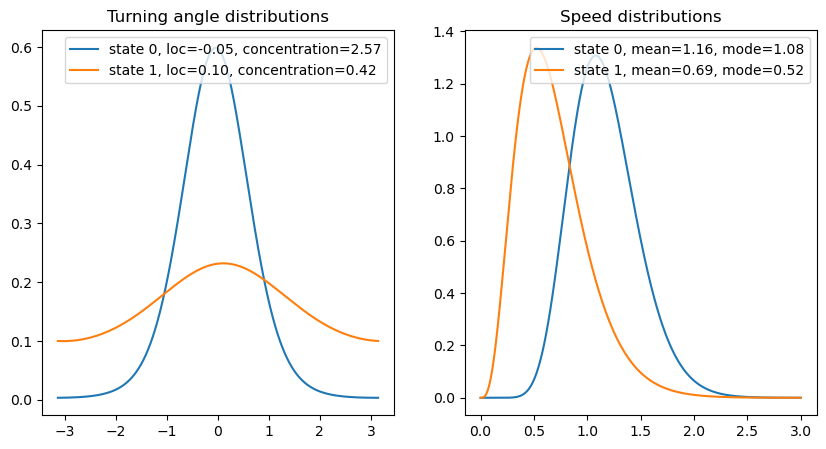 Turning angle distributions
state 0, loc=-0.05, concentration=2.57
state 1, loc=0.10, concentration=0.42
0.6
0.5
0.4
0.3
0.2
0.1
0.0
−3 −2 −1 0 1 2 3
Speed distributions
state 0, mean=1.16, mode=1.08
state 1, mean=0.69, mode=0.52
1.4
1.2
1.0
0.8
0.6
0.4
0.2
0.0
0.0 0.5 1.0 1.5 2.0 2.5 3.0